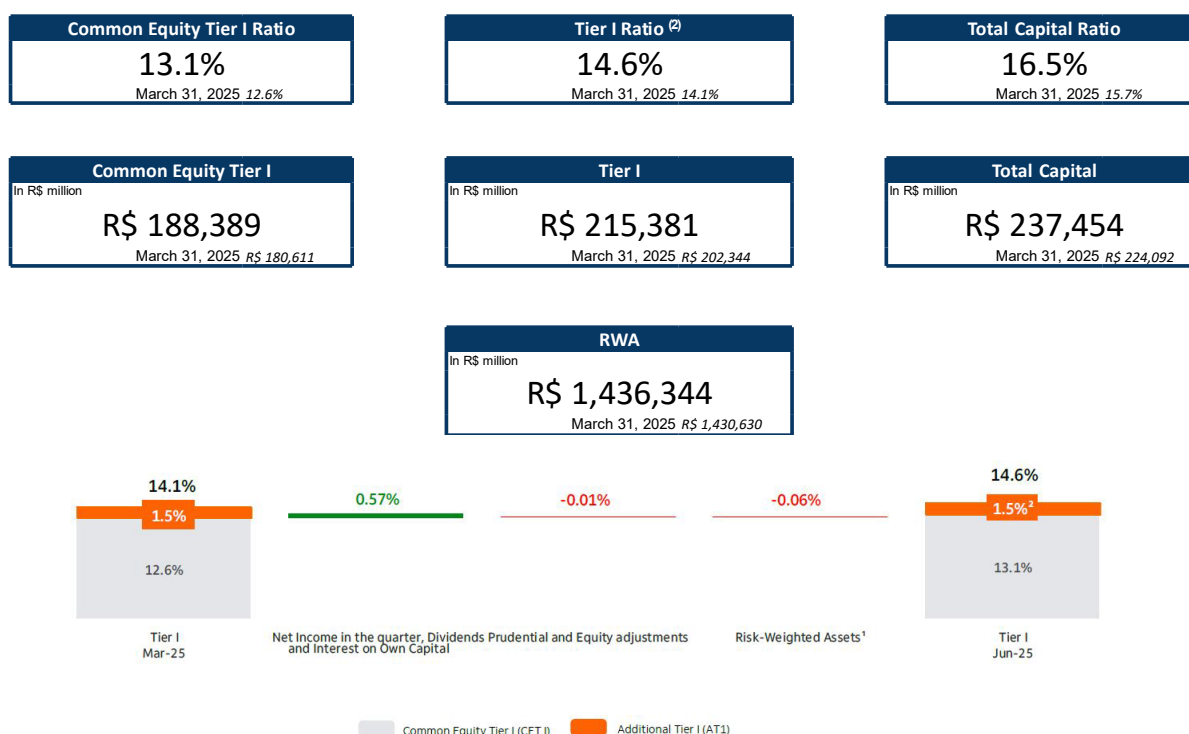 Common Equity Tier I Ratio
13.1%
March 31, 2025 12.6%
Tier I Ratio (2)
14.6%
March 31, 2025 14.1%
Total Capital Ratio
16.5%
March 31, 2025 15.7%
Common Equity Tier I
In R$ million
R$ 188,389
March 31, 2025 R$ 180,611
Tier I
In R$ million
R$ 215,381
March 31, 2025 R$ 202,344
Total Capital
In R$ million
R$ 237,454
March 31, 2025 R$ 224,092
RWA
In R$ million
R$ 1,436,344
March 31, 2025 R$ 1,430,630
14.1%
1.5%
12.6%
Tier I
Mar-25
0.57%
Net Income in the quarter, Dividends
and Interest on Own Capital
-0.01%
Prudential and Equity adjustments
-0.06%
Risk-Weighted Assets¹
14.6%
1.5%²
13.1%
Tier I
Jun-25
Common Equity Tier I (CET I)
Additional Tier I (AT1)